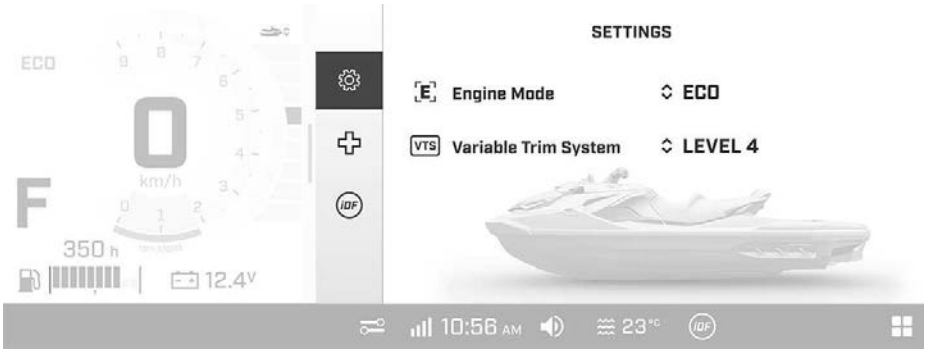 SETTINGS
ECO
[E] Engine Mode ECO
VTS Variable Trim System LEVEL 4
iDF
9 8 7
6
5
4
3
0 1 2
0
km/h
F
350 h
12.4V
10:56 AM 23°C iDF